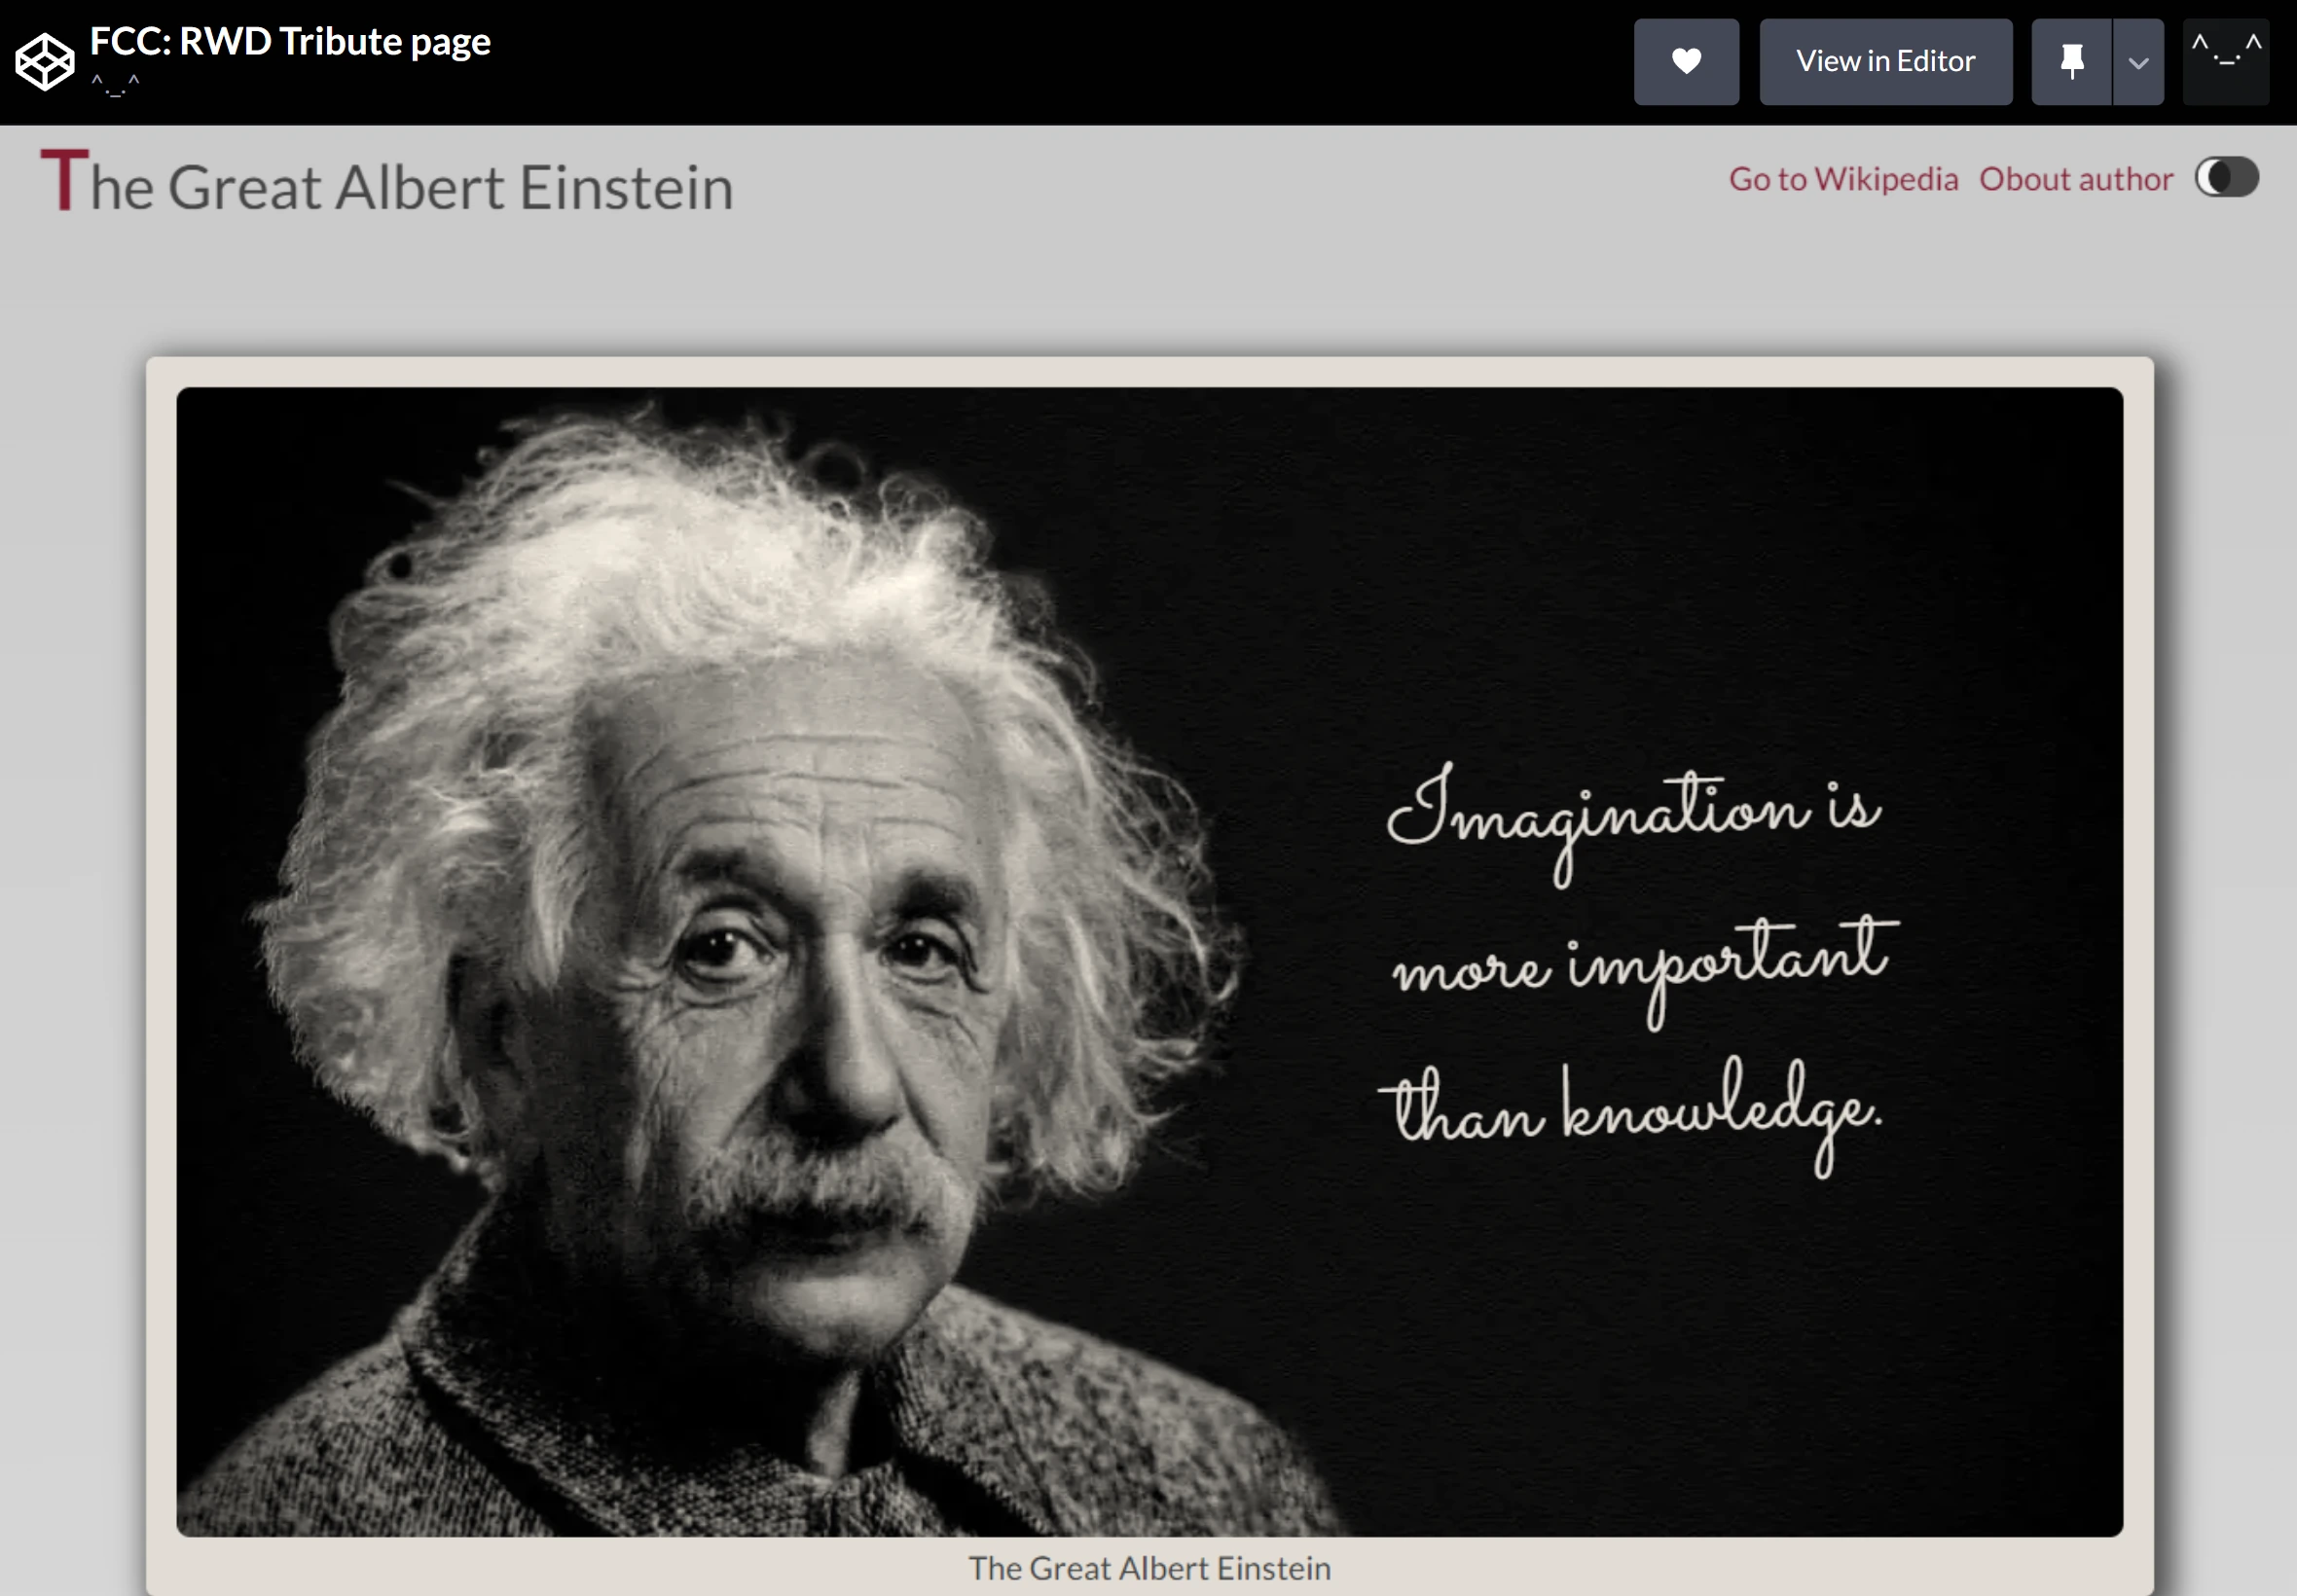 FCC: RWD Tribute page
^._.^
View in Editor
^._.^
The Great Albert Einstein
Go to Wikipedia Obout author
Imagination is
more important
than knowledge.
The Great Albert Einstein